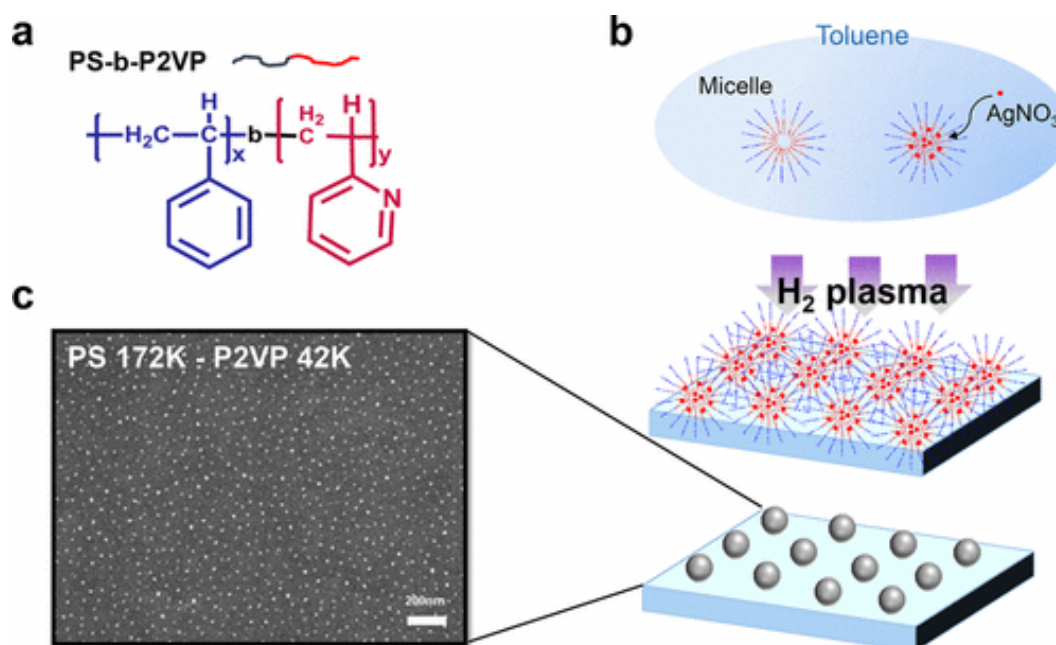 a
PS-b-P2VP
H
H₂C
C
x
b
H₂
C
H
y
N
b
Toluene
Micelle
AgNO₃
H₂ plasma
c
PS 172K - P2VP 42K
200nm